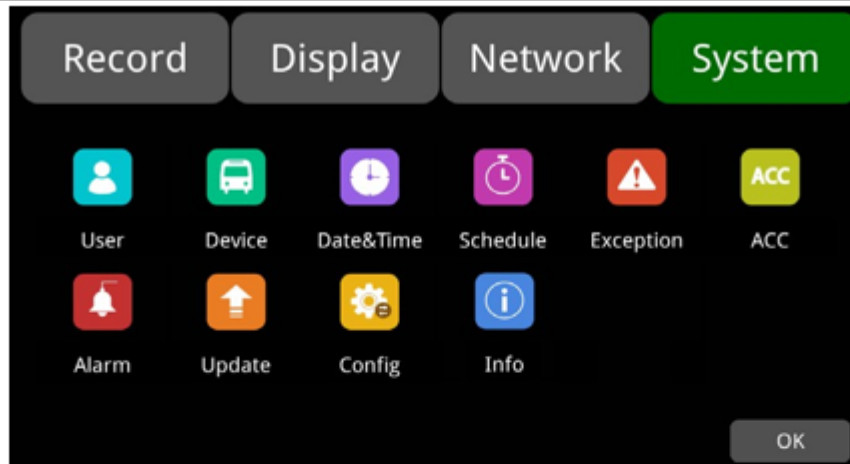 Record Display Network System
ACC
User Device Date&Time Schedule Exception ACC
Alarm Update Config Info
OK